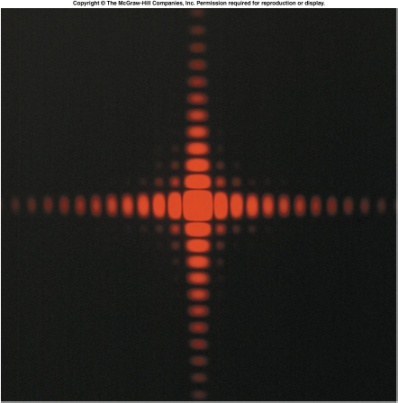 Copyright © The McGraw-Hill Companies, Inc. Permission required for reproduction or display.